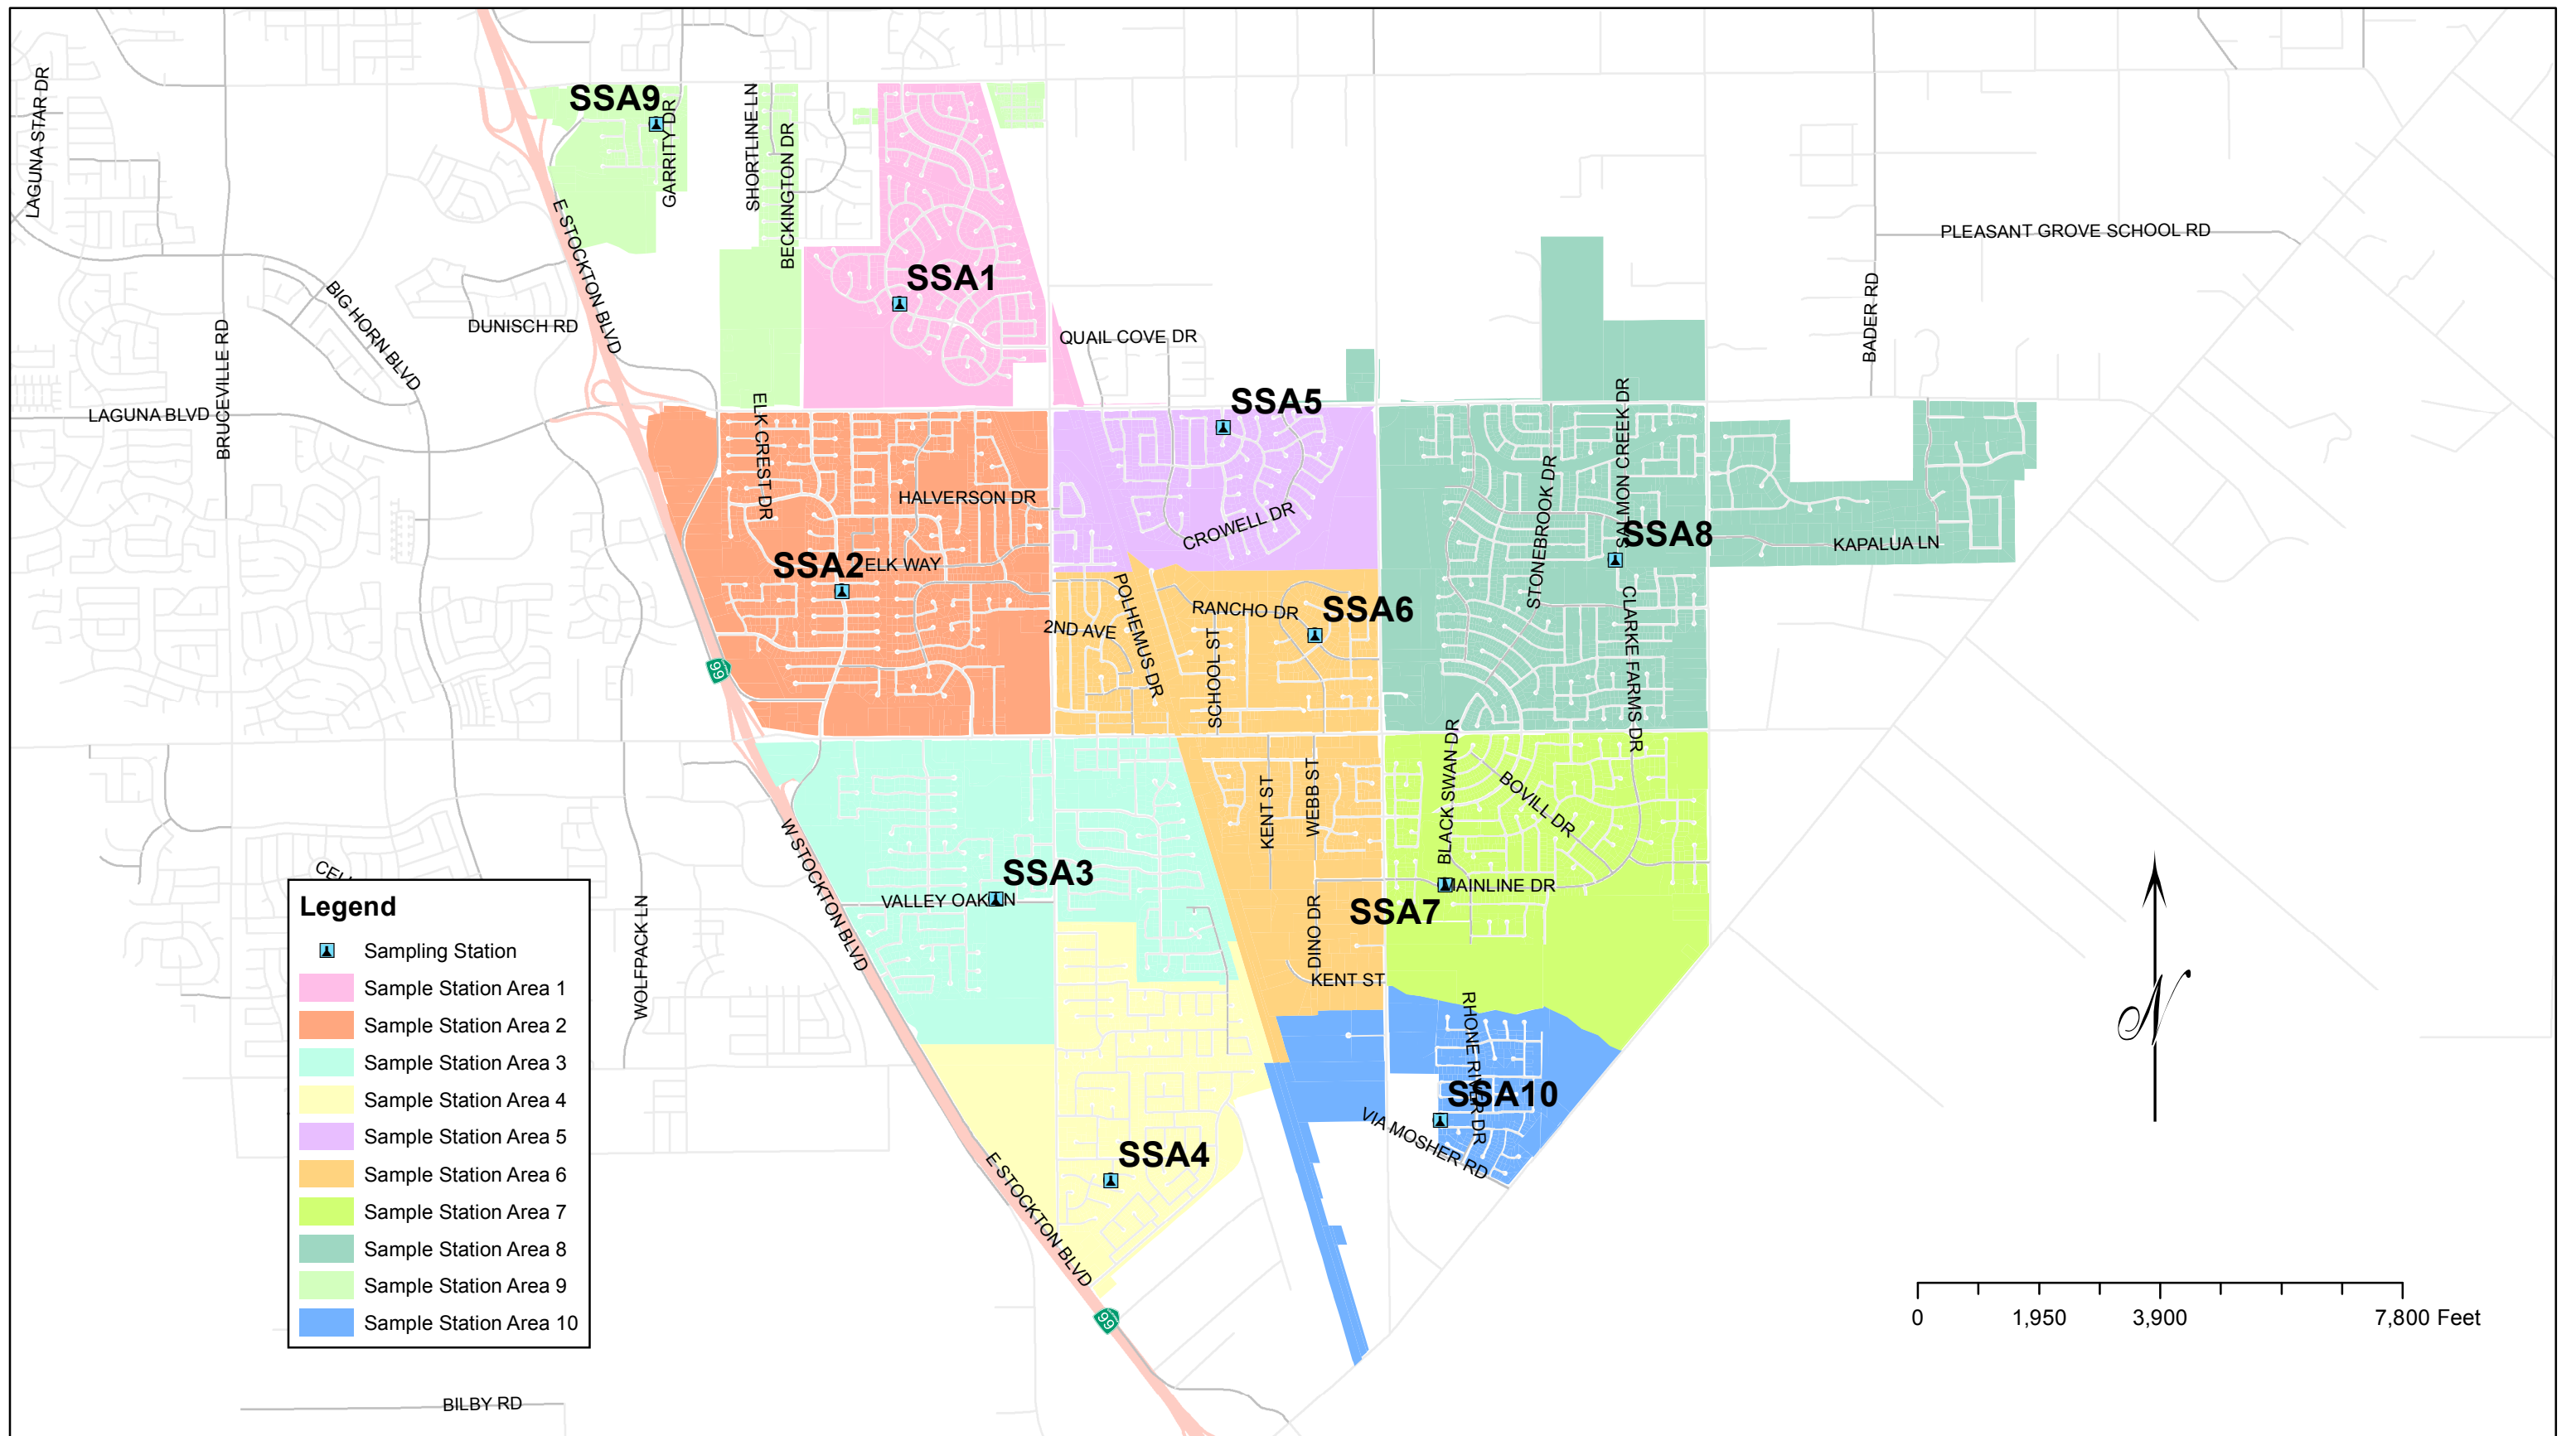 LAGUNA STAR DR
SSA9
GARRITY DR
SHORTLINE LN
BECKINGTON DR
E STOCKTON BLVD
PLEASANT GROVE SCHOOL RD
BADER RD
SSA1
BIG HORN BLVD
DUNISCH RD
BRUCEVILLE RD
QUAIL COVE DR
LAGUNA BLVD
ELK CREST DR
SSA5
SALMON CREEK DR
HALVERSON DR
CROWELL DR
STONEBROOK DR
SSA8
KAPALUA LN
SSA2
ELK WAY
POLHEMUS DR
RANCHO DR
SSA6
2ND AVE
SCHOOL ST
CLARKE FARMS DR
99
KENT ST
WEBB ST
BLACK SWAN DR
BOVILL DR
W STOCKTON BLVD
SSA3
VALLEY OAK LN
MAINLINE DR
SSA7
DINO DR
KENT ST
WOLFPACK LN
RHONE RIVER DR
SSA10
VIA MOSHER RD
SSA4
E STOCKTON BLVD
99
BILBY RD
Legend
Sampling Station
Sample Station Area 1
Sample Station Area 2
Sample Station Area 3
Sample Station Area 4
Sample Station Area 5
Sample Station Area 6
Sample Station Area 7
Sample Station Area 8
Sample Station Area 9
Sample Station Area 10
N
0 1,950 3,900 7,800 Feet